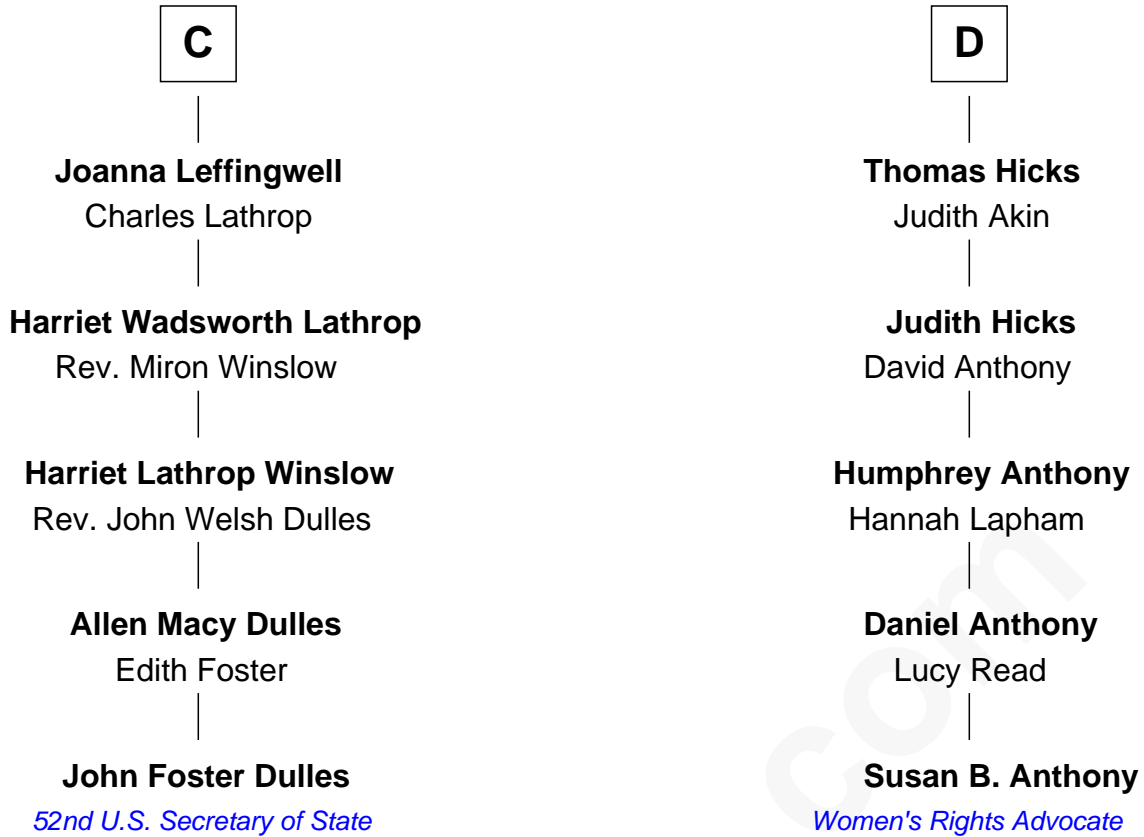 C
Joanna Leffingwell
Charles Lathrop
Harriet Wadsworth Lathrop
Rev. Miron Winslow
Harriet Lathrop Winslow
Rev. John Welsh Dulles
Allen Macy Dulles
Edith Foster
John Foster Dulles
52nd U.S. Secretary of State
D
Thomas Hicks
Judith Akin
Judith Hicks
David Anthony
Humphrey Anthony
Hannah Lapham
Daniel Anthony
Lucy Read
Susan B. Anthony
Women's Rights Advocate
com